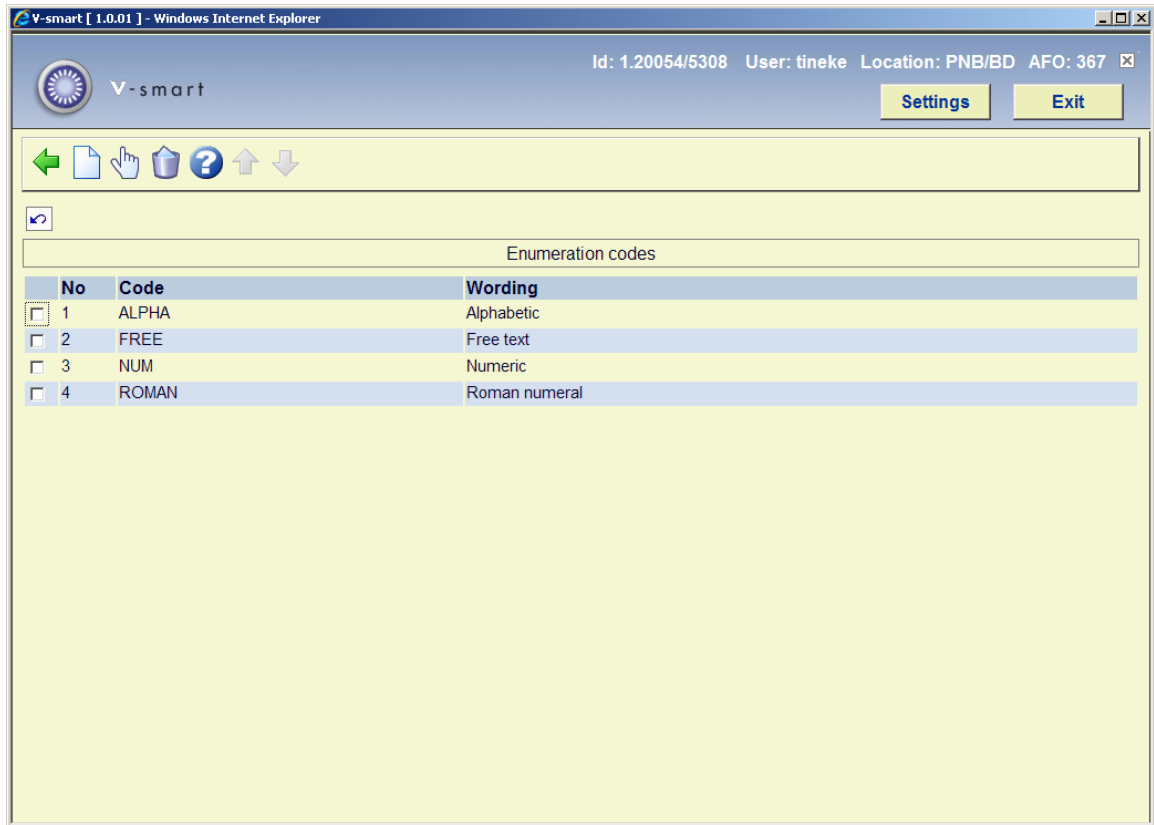 V-smart [ 1.0.01 ] - Windows Internet Explorer
Id: 1.20054/5308 User: tineke Location: PNB/BD AFO: 367
V-smart
Settings Exit
Enumeration codes
No Code Wording
1 ALPHA Alphabetic
2 FREE Free text
3 NUM Numeric
4 ROMAN Roman numeral